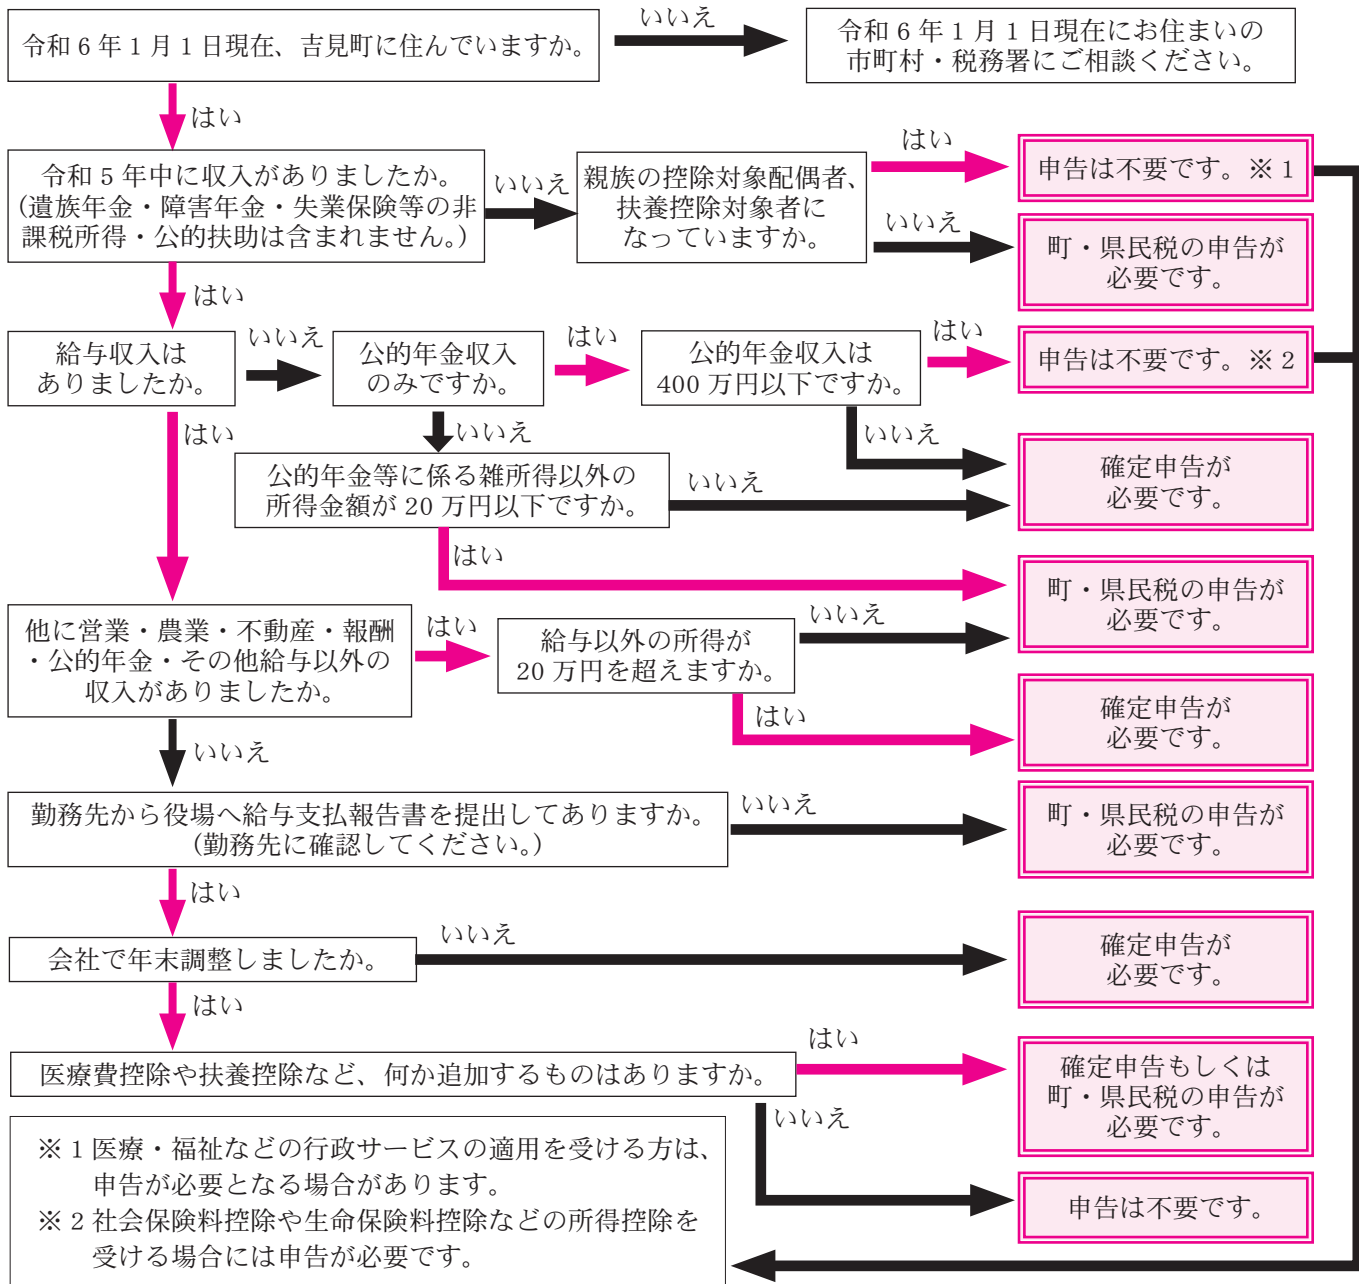 令和6年1月1日現在、吉見町に住んでいますか。
いいえ
令和6年1月1日現在にお住まいの
市町村・税務署にご相談ください。
はい
令和5年中に収入がありましたか。
(遺族年金・障害年金・失業保険等の非
課税所得・公的扶助は含まれません。)
いいえ
親族の控除対象配偶者、
扶養控除対象者に
なっていますか。
はい
申告は不要です。※1
いいえ
町・県民税の申告が
必要です。
はい
給与収入は
ありましたか。
いいえ
公的年金収入
のみですか。
はい
公的年金収入は
400万円以下ですか。
はい
申告は不要です。※2
はい
いいえ
いいえ
公的年金等に係る雑所得以外の
所得金額が20万円以下ですか。
いいえ
確定申告が
必要です。
はい
町・県民税の申告が
必要です。
他に営業・農業・不動産・報酬
・公的年金・その他給与以外の
収入がありましたか。
はい
給与以外の所得が
20万円を超えますか。
いいえ
はい
確定申告が
必要です。
いいえ
勤務先から役場へ給与支払報告書を提出してありますか。
(勤務先に確認してください。)
いいえ
町・県民税の申告が
必要です。
はい
会社で年末調整しましたか。
いいえ
確定申告が
必要です。
はい
医療費控除や扶養控除など、何か追加するものはありますか。
はい
確定申告もしくは
町・県民税の申告が
必要です。
いいえ
申告は不要です。
※1医療・福祉などの行政サービスの適用を受ける方は、
申告が必要となる場合があります。
※2社会保険料控除や生命保険料控除などの所得控除を
受ける場合には申告が必要です。